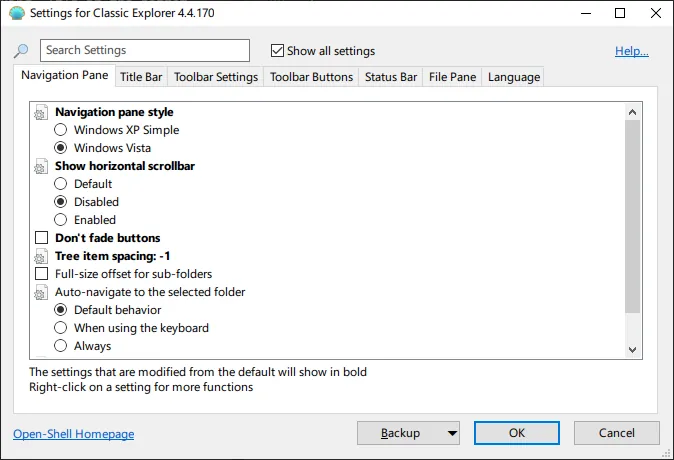 Settings for Classic Explorer 4.4.170
Search Settings
Show all settings
Help...
Navigation Pane
Title Bar
Toolbar Settings
Toolbar Buttons
Status Bar
File Pane
Language
Navigation pane style
Windows XP Simple
Windows Vista
Show horizontal scrollbar
Default
Disabled
Enabled
Don't fade buttons
Tree item spacing: -1
Full-size offset for sub-folders
Auto-navigate to the selected folder
Default behavior
When using the keyboard
Always
The settings that are modified from the default will show in bold
Right-click on a setting for more functions
Open-Shell Homepage
Backup
OK
Cancel